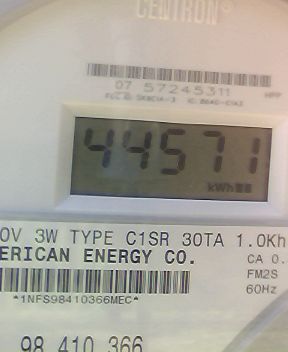 CENTRON®
07 57245311
44571
kWh
0V 3W TYPE C1SR 30TA 1.0Kh
ERICAN ENERGY CO.
CA 0.
FM2S
*1NFS98410366MEC*
60Hz
98 410 366